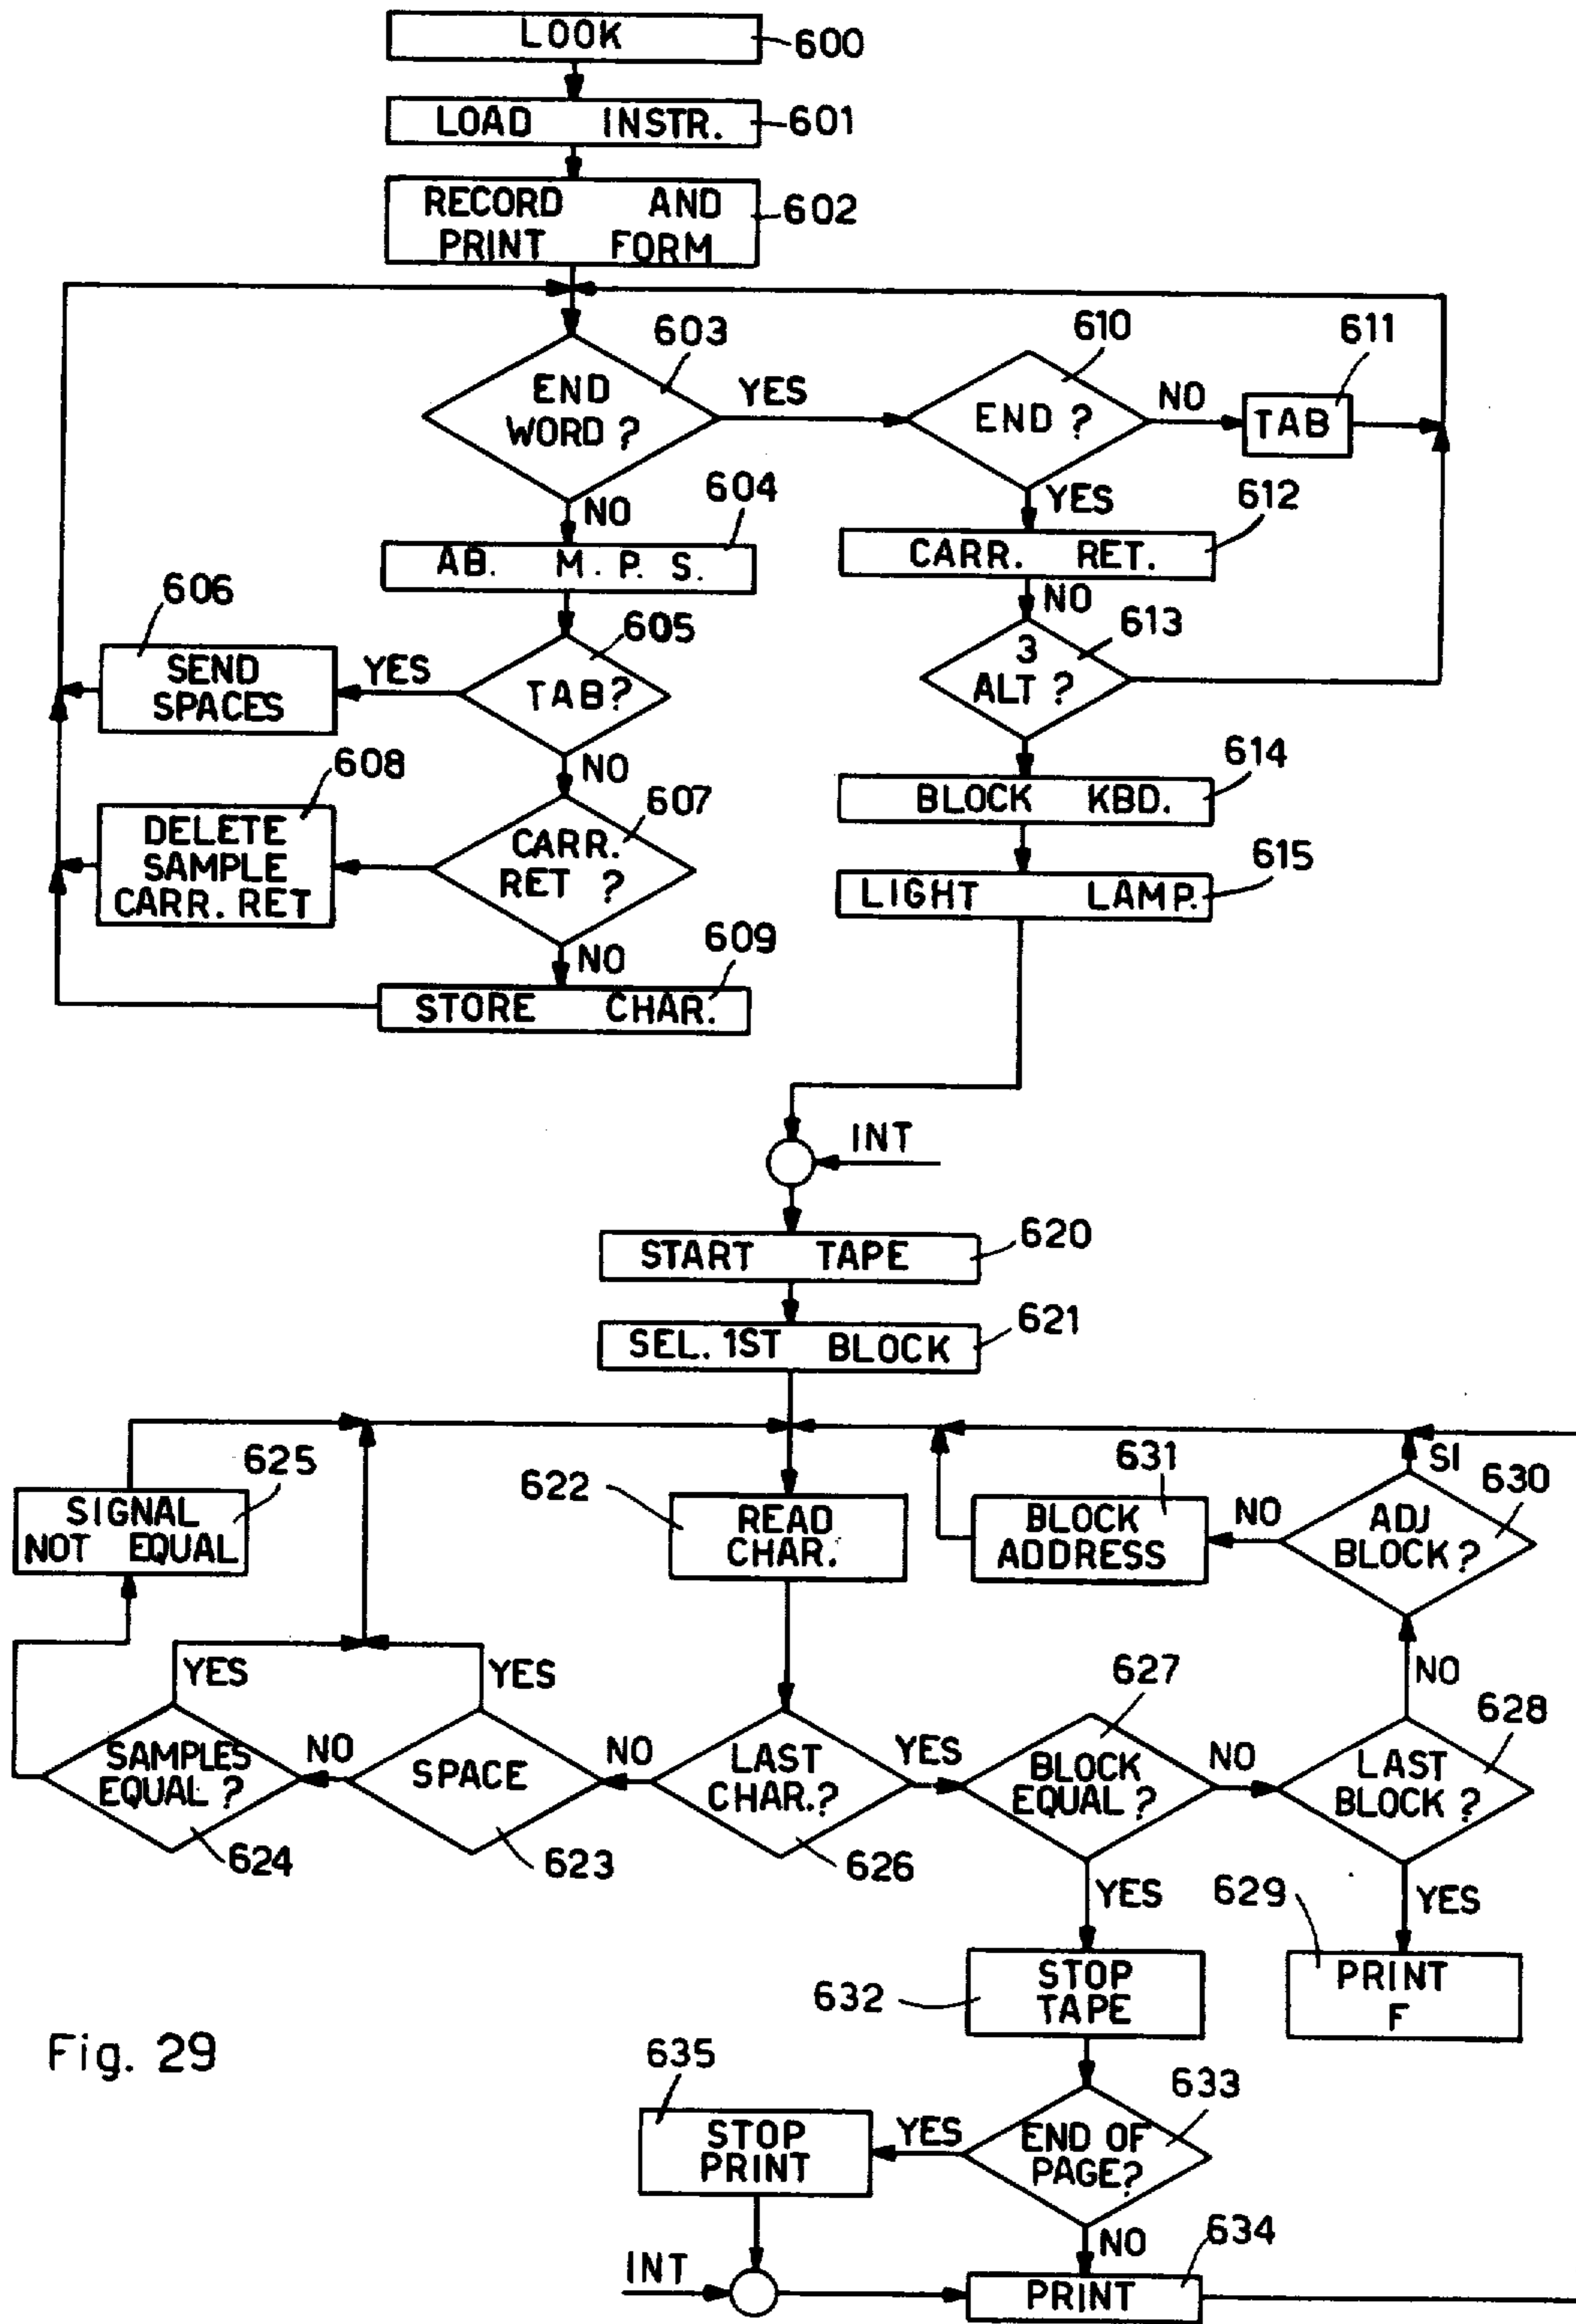 LOOK
600
LOAD INSTR.
601
RECORD AND
PRINT FORM
602
603
610
611
END
WORD ?
YES
END ?
NO
TAB
NO
604
YES
612
AB. M. P. S.
CARR. RET.
606
605
NO
613
SEND
SPACES
YES
TAB?
3
ALT ?
608
NO
607
614
BLOCK KBD.
DELETE
SAMPLE
CARR. RET
CARR.
RET ?
615
LIGHT LAMP.
NO
609
STORE CHAR.
INT
620
START TAPE
621
SEL. 1ST BLOCK
625
622
631
SI
630
SIGNAL
NOT EQUAL
READ
CHAR.
BLOCK
ADDRESS
NO
ADJ
BLOCK ?
YES
YES
627
NO
628
SAMPLES
EQUAL ?
NO
SPACE
NO
LAST
CHAR.?
YES
BLOCK
EQUAL ?
NO
LAST
BLOCK ?
624
623
626
YES
629
YES
632
STOP
TAPE
PRINT
F
Fig. 29
635
633
STOP
PRINT
YES
END OF
PAGE?
NO
634
INT
PRINT